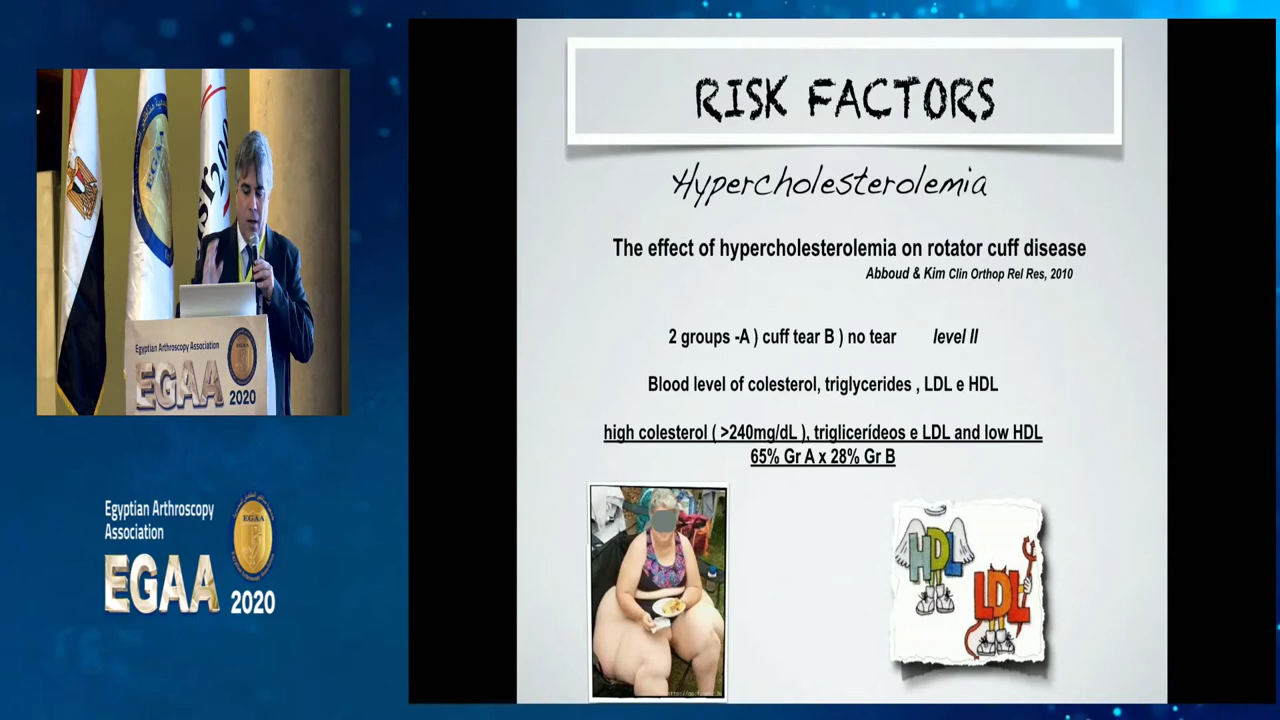 RISK FACTORS
Hypercholesterolemia
The effect of hypercholesterolemia on rotator cuff disease
Abboud & Kim Clin Orthop Rel Res, 2010
2 groups -A ) cuff tear B ) no tear level II
Blood level of colesterol, triglycerides , LDL e HDL
high colesterol ( >240mg/dL ), triglicerídeos e LDL and low HDL
65% Gr A x 28% Gr B
HDL
LDL
EGAA
Egyptian Arthroscopy Association
EGAA
2020
Egyptian Arthroscopy
Association
EGAA
EGAA 2020